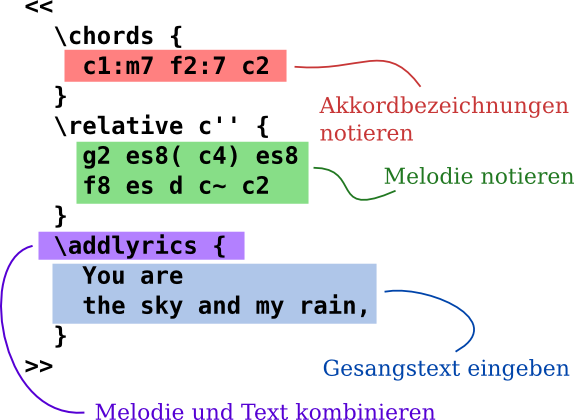 <<
\chords {
c1:m7 f2:7 c2
}
Akkordbezeichnungen
notieren
\relative c'' {
g2 es8( c4) es8
f8 es d c~ c2
Melodie notieren
}
\addlyrics {
You are
the sky and my rain,
}
>>
Gesangstext eingeben
Melodie und Text kombinieren